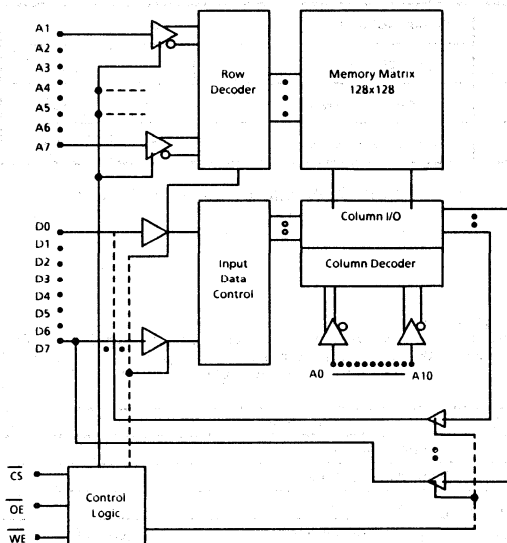 A1
A2
A3
A4
A5
A6
A7
Row
Decoder
Memory Matrix
128x128
D0
D1
D2
D3
D4
D5
D6
D7
Input
Data
Control
Column I/O
Column Decoder
A0
A10
CS
OE
WE
Control
Logic